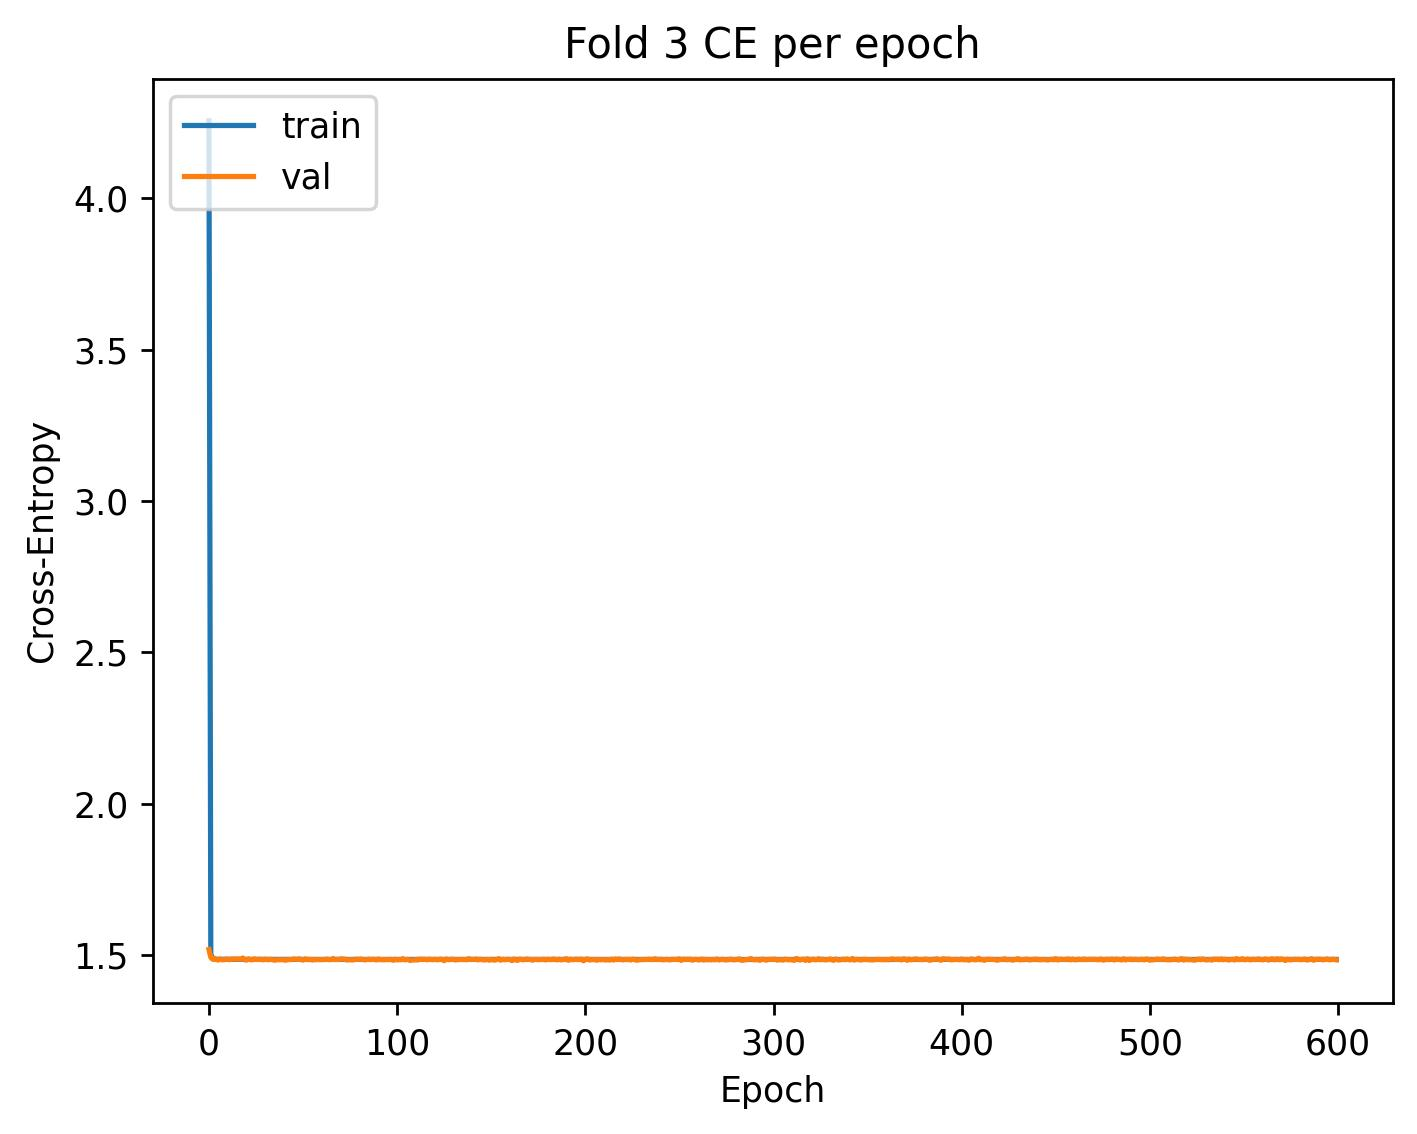 Fold 3 CE per epoch
train
val
Cross-Entropy
4.0
3.5
3.0
2.5
2.0
1.5
0 100 200 300 400 500 600
Epoch